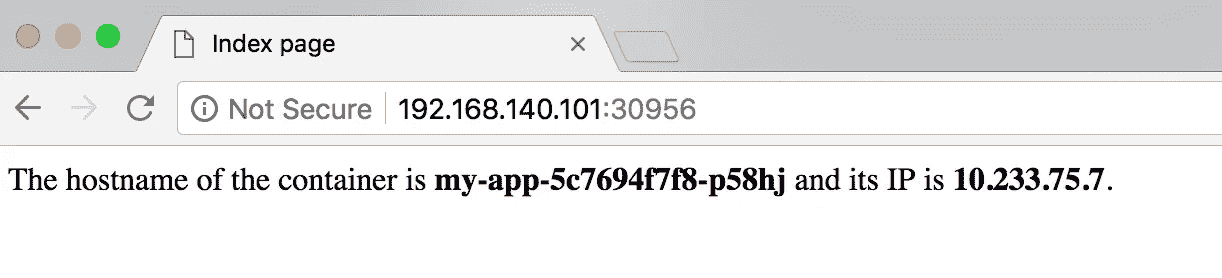 Index page
Not Secure 192.168.140.101:30956
The hostname of the container is my-app-5c7694f7f8-p58hj and its IP is 10.233.75.7.